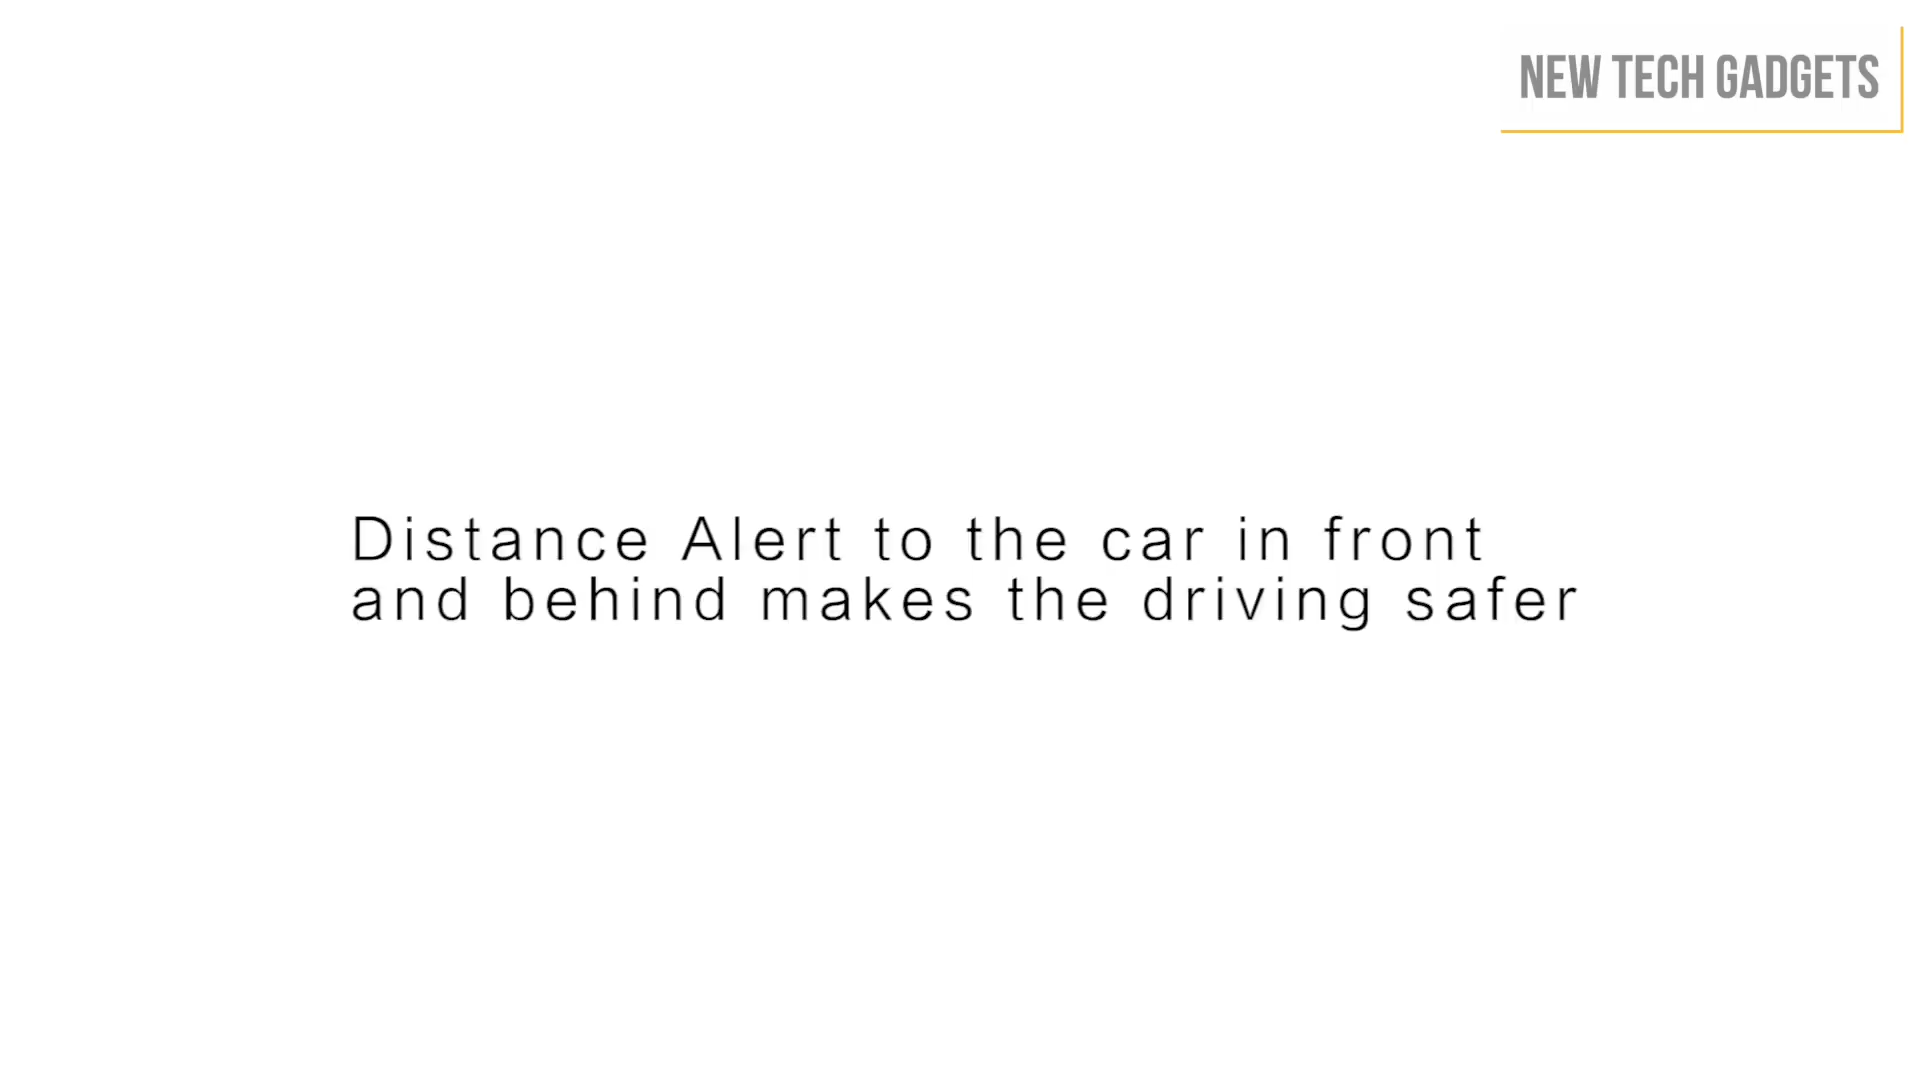 NEW TECH GADGETS
Distance Alert to the car in front
and behind makes the driving safer